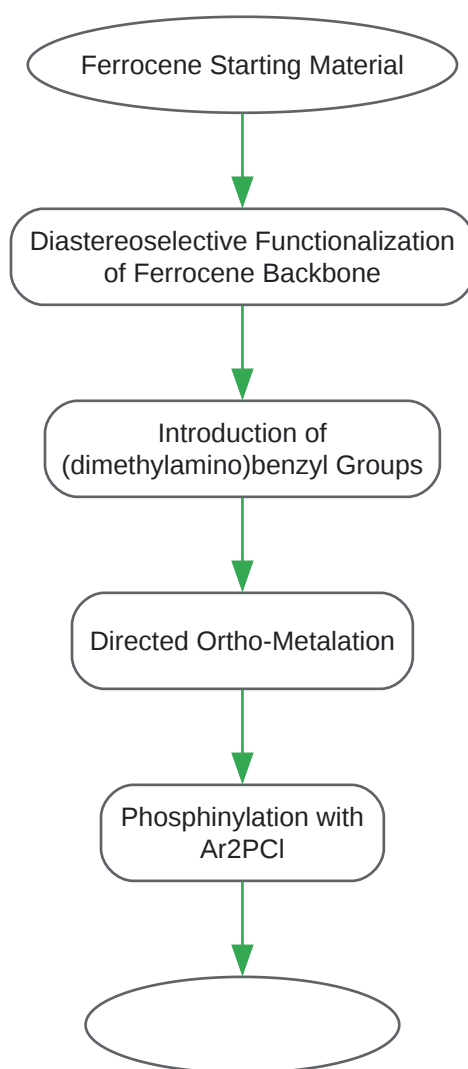 Ferrocene Starting Material
Diastereoselective Functionalization
of Ferrocene Backbone
Introduction of
(dimethylamino)benzyl Groups
Directed Ortho-Metalation
Phosphinylation with
Ar2PCl